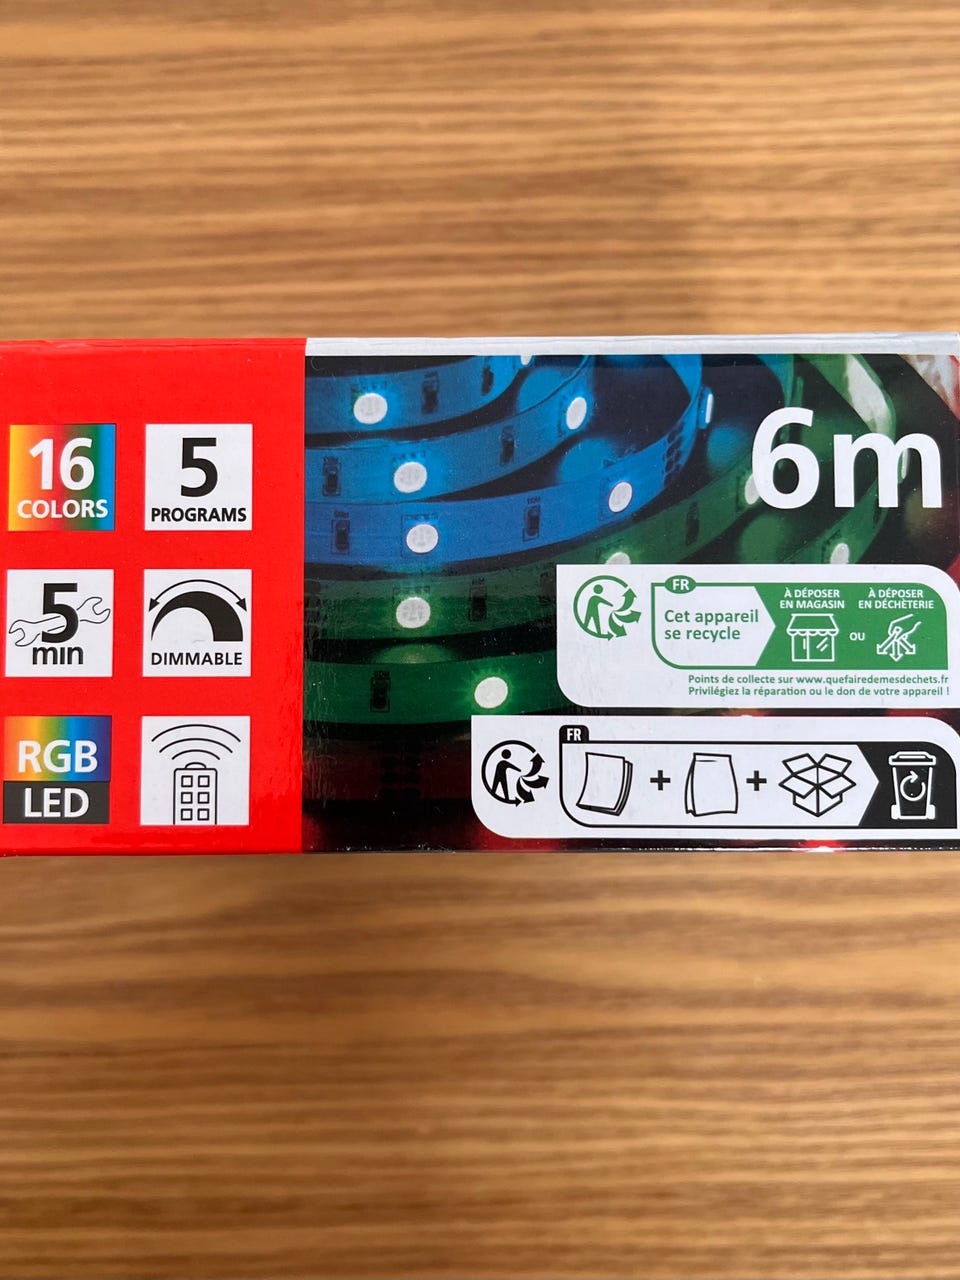 16
COLORS
5
PROGRAMS
5
min
DIMMABLE
RGB
LED
6m
FR
Cet appareil
se recycle
À DÉPOSER
EN MAGASIN
OU
À DÉPOSER
EN DÉCHÈTERIE
Points de collecte sur www.quefairedemesdechets.fr
Privilégiez la réparation ou le don de votre appareil !
FR
+
+